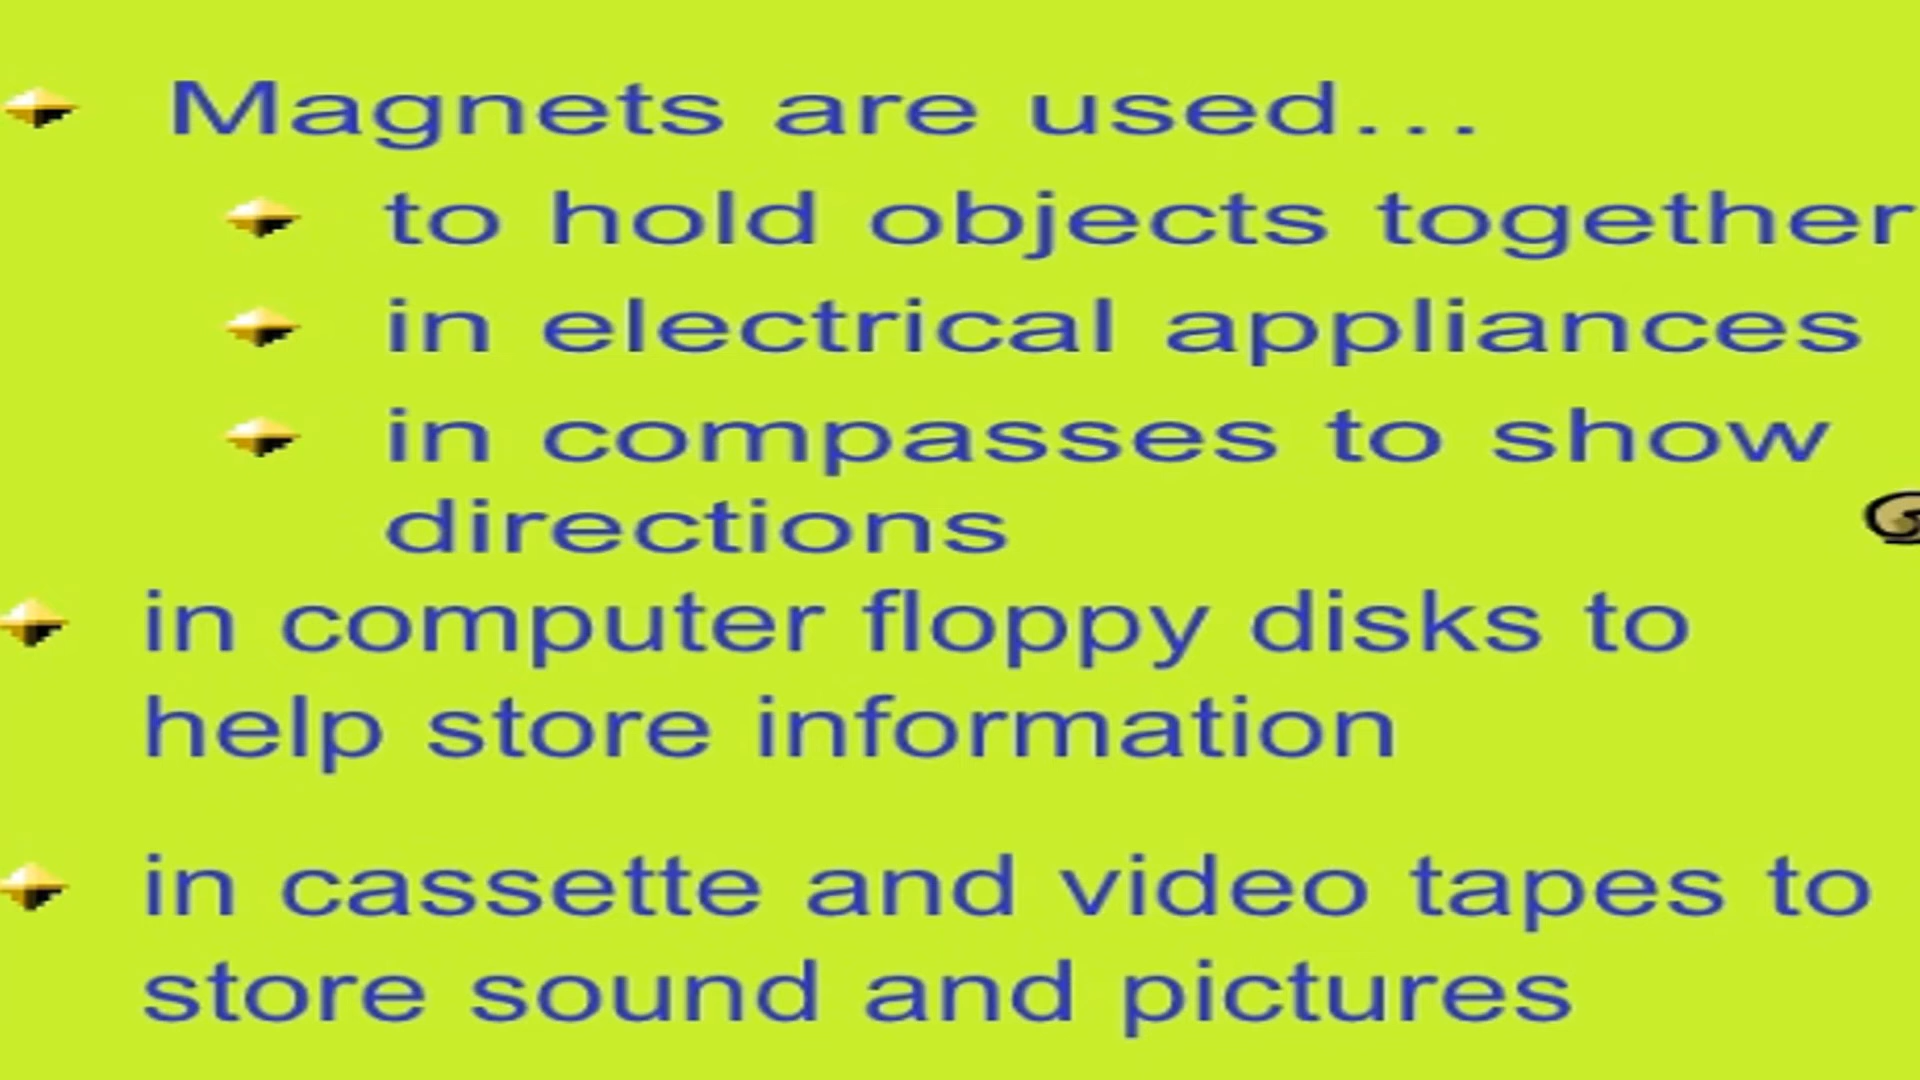 Magnets are used...
to hold objects together
in electrical appliances
in compasses to show
directions
in computer floppy disks to
help store information
in cassette and video tapes to
store sound and pictures